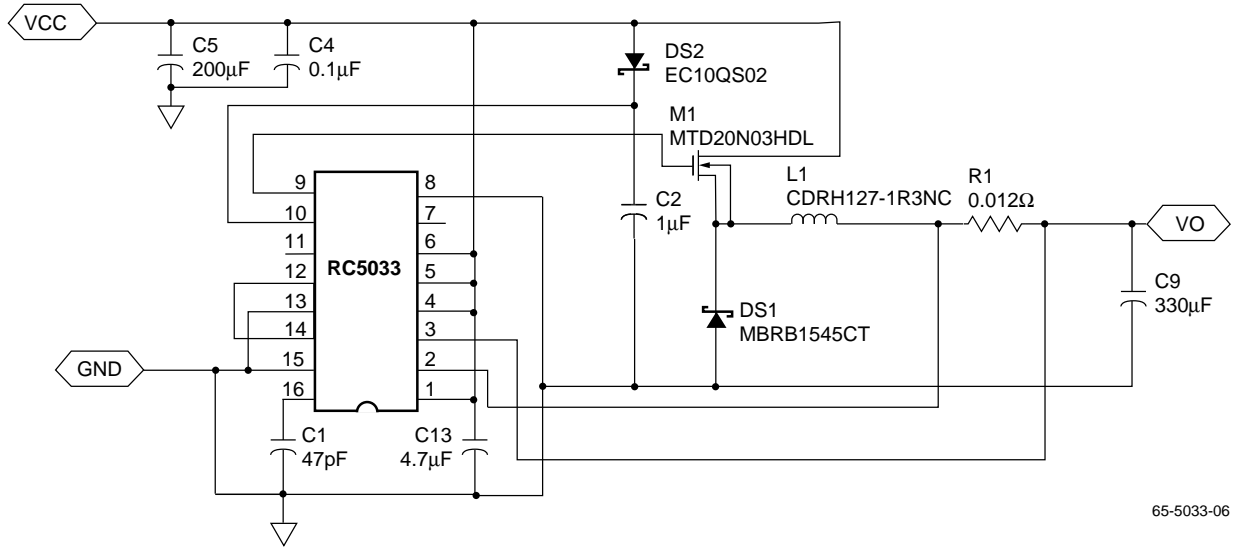 VCC
C5
200µF
C4
0.1µF
DS2
EC10QS02
M1
MTD20N03HDL
L1
CDRH127-1R3NC
R1
0.012Ω
VO
C2
1µF
C9
330µF
DS1
MBRB1545CT
RC5033
9
10
11
12
13
14
15
16
8
7
6
5
4
3
2
1
GND
C1
47pF
C13
4.7µF
65-5033-06